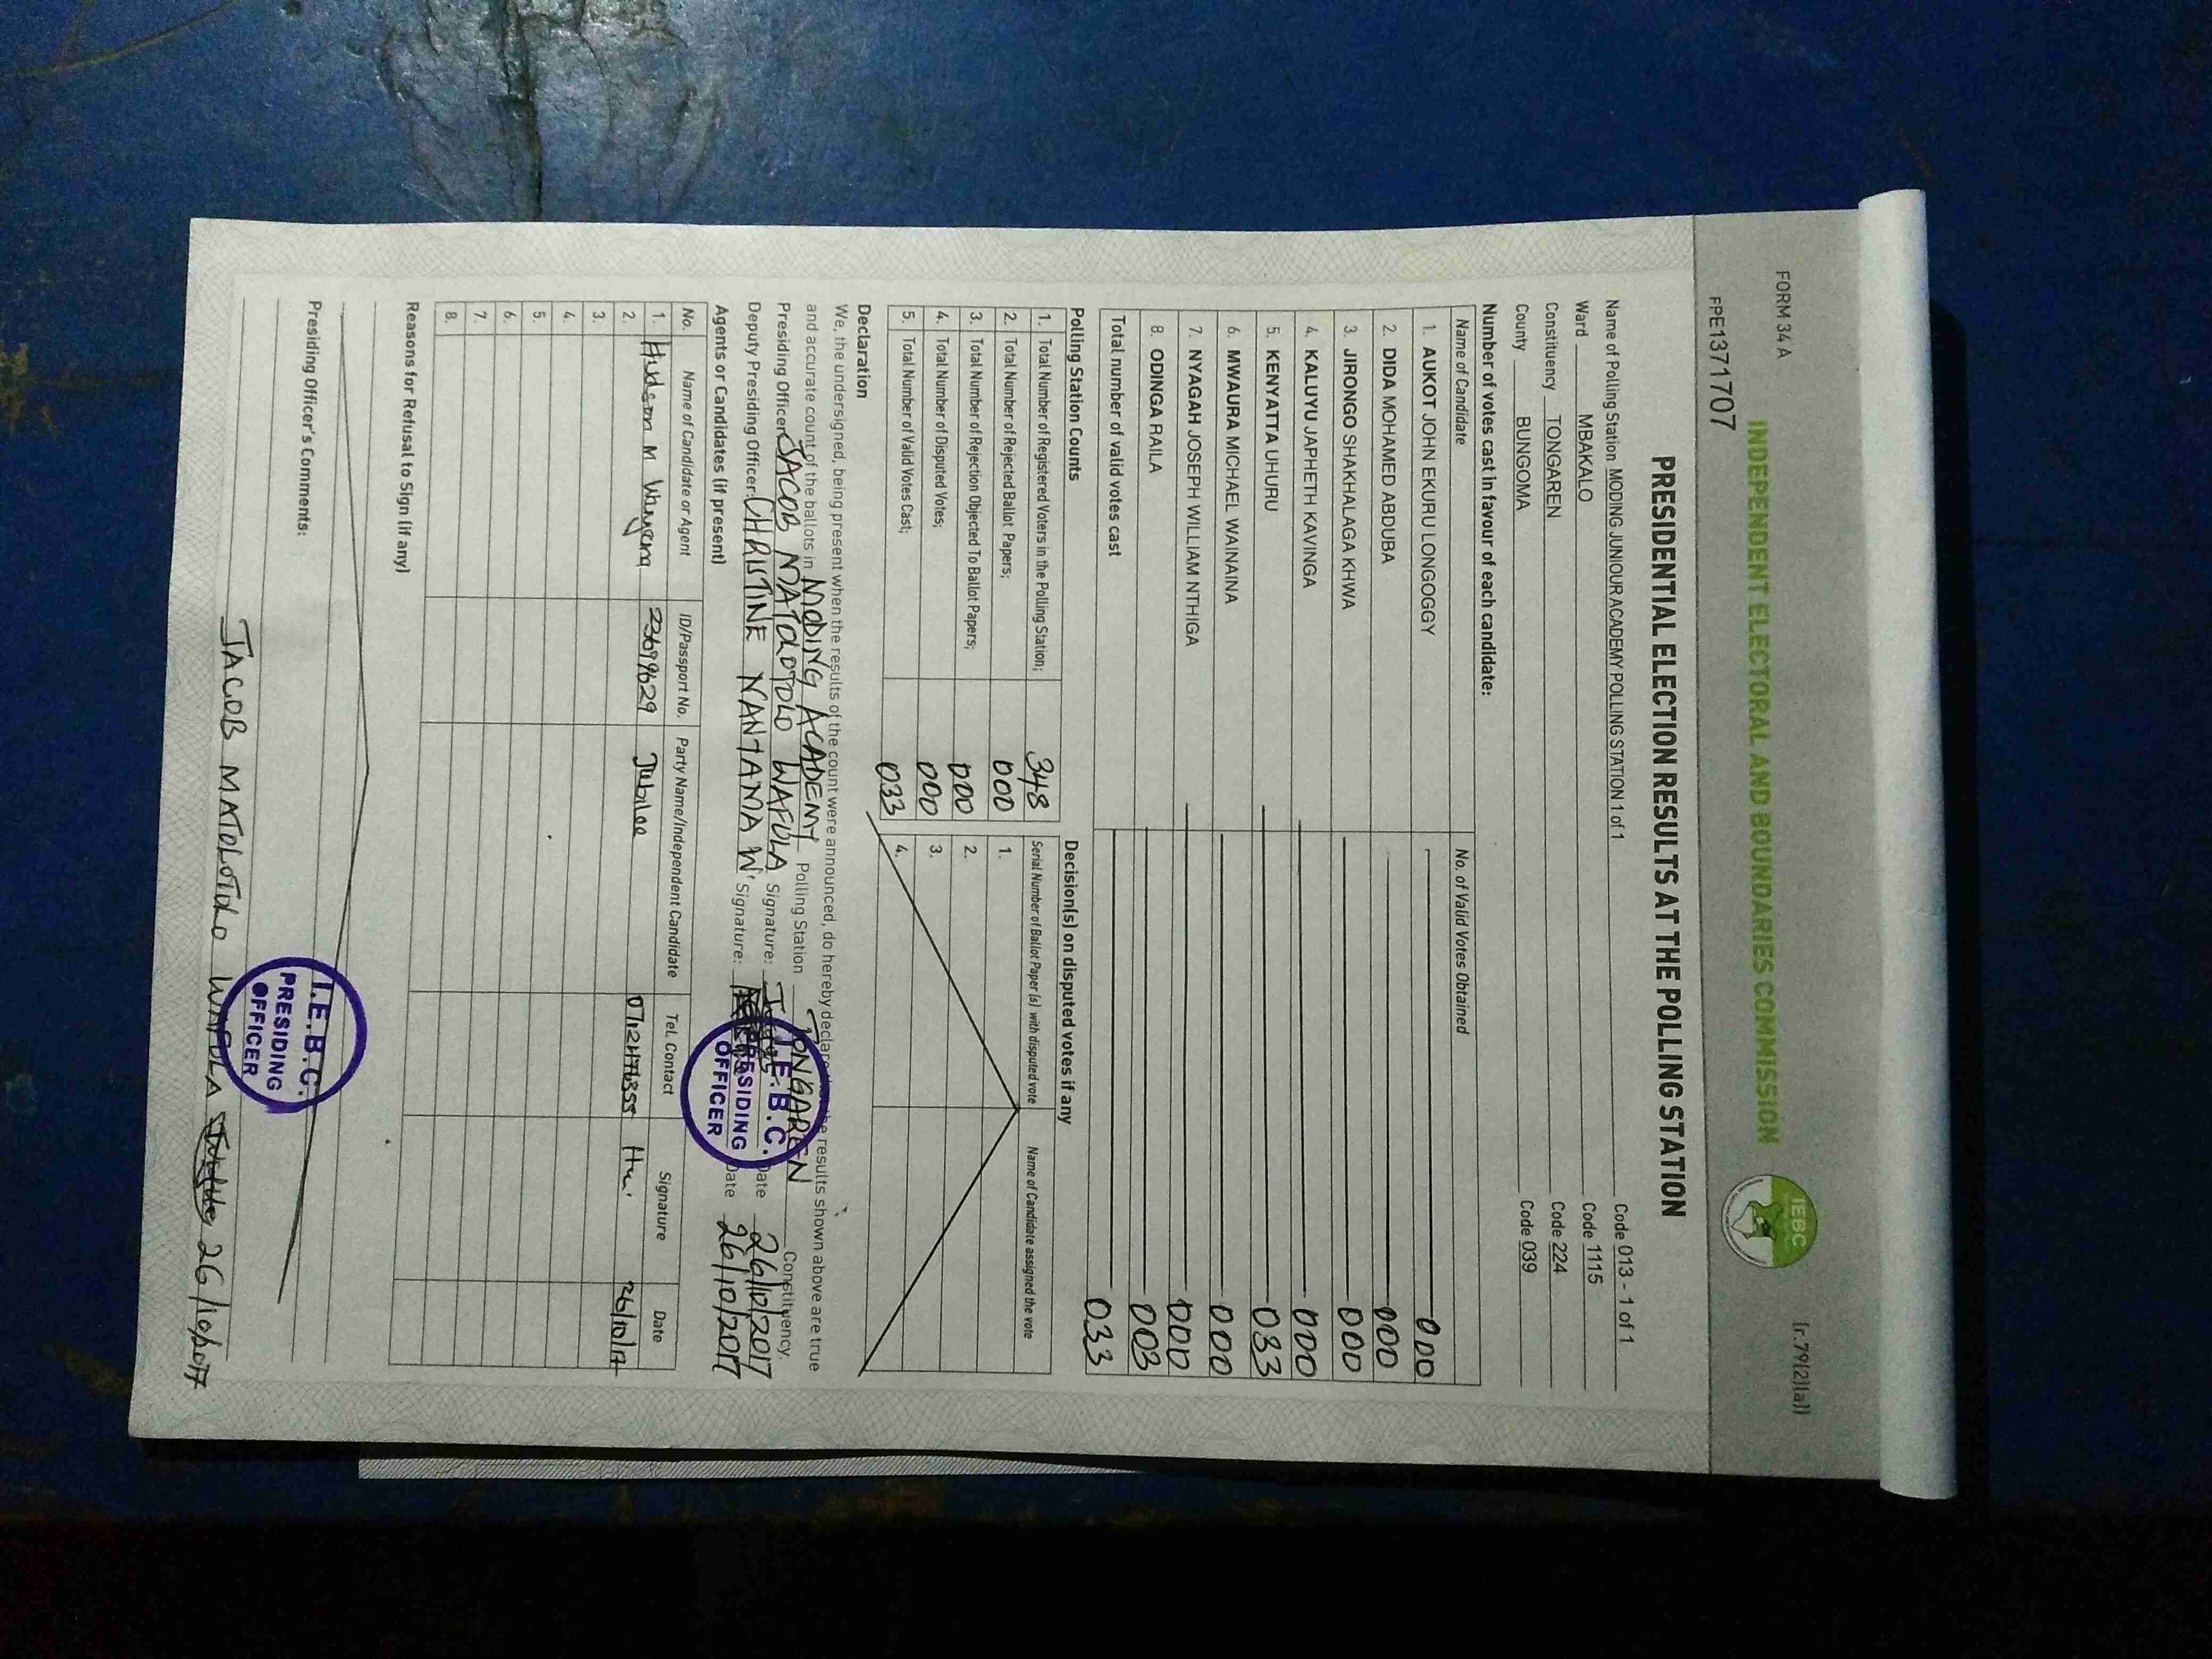 FORM 34 A
(r.79(2)(a))
INDEPENDENT ELECTORAL AND BOUNDARIES COMMISSION
IEBC
FPE1371707
PRESIDENTIAL ELECTION RESULTS AT THE POLLING STATION
Name of Polling Station MODING JUNIOUR ACADEMY POLLING STATION 1 of 1 Code 013 - 1 of 1
Ward MBAKALO Code 1115
Constituency TONGAREN Code 224
County BUNGOMA Code 039
Number of votes cast in favour of each candidate:
Name of Candidate No. of Valid Votes Obtained
1. AUKOT JOHN EKURU LONGOGGY 000
2. DIDA MOHAMED ABDUBA 000
3. JIRONGO SHAKHALAGA KHWA 000
4. KALUYU JAPHETH KAVINGA 000
5. KENYATTA UHURU 033
6. MWAURA MICHAEL WAINAINA 000
7. NYAGAH JOSEPH WILLIAM NTHIGA 000
8. ODINGA RAILA 003
Total number of valid votes cast 033
Polling Station Counts
1. Total Number of Registered Voters in the Polling Station; 348
2. Total Number of Rejected Ballot Papers; 000
3. Total Number of Rejection Objected To Ballot Papers; 000
4. Total Number of Disputed Votes; 000
5. Total Number of Valid Votes Cast; 033
Decision(s) on disputed votes if any
Serial Number of Ballot Paper (s) with disputed vote Name of Candidate assigned the vote
1.
2.
3.
4.
Declaration
We, the undersigned, being present when the results of the count were announced, do hereby declare the results shown above are true
and accurate count of the ballots in MODING ACADEMY Polling Station TONGAREN Constituency.
Presiding Officer: JACOB MATOLOTOLO WAFULA Signature: Date 26/10/2017
Deputy Presiding Officer: CHRISTINE NANJAMA W. Signature: Date 26/10/2017
I.E.B.C.
PRESIDING
OFFICER
Agents or Candidates (if present)
No. Name of Candidate or Agent ID/Passport No. Party Name/Independent Candidate Tel. Contact Signature Date
1. Hudson M Wanyama 23699629 Jubilee 0712476355 26/10/17
2.
3.
4.
5.
6.
7.
8.
Reasons for Refusal to Sign (if any)
Presiding Officer's Comments:
I.E.B.C.
PRESIDING
OFFICER
JACOB MATOLOTOLO WAFULA 26/10/2017